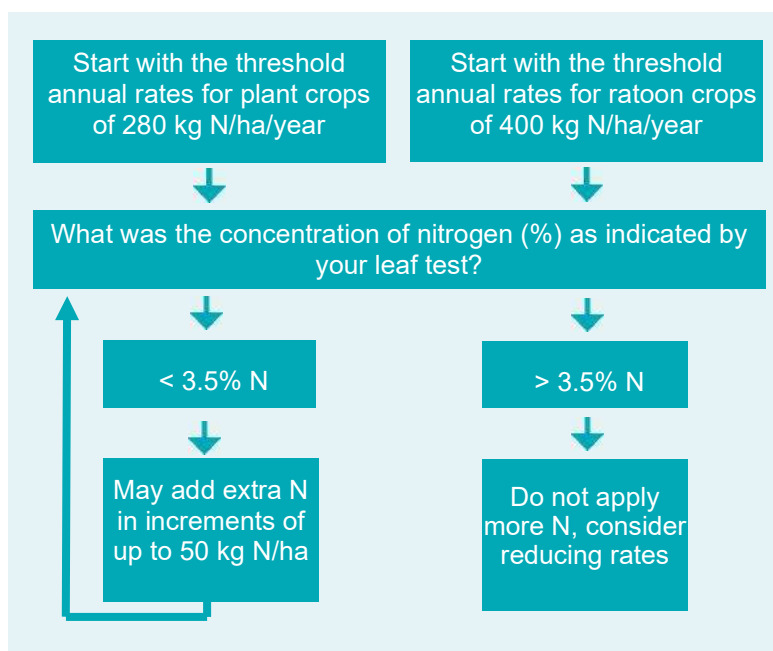 Start with the threshold
annual rates for plant crops
of 280 kg N/ha/year
Start with the threshold
annual rates for ratoon crops
of 400 kg N/ha/year
What was the concentration of nitrogen (%) as indicated by
your leaf test?
< 3.5% N
> 3.5% N
May add extra N
in increments of
up to 50 kg N/ha
Do not apply
more N, consider
reducing rates